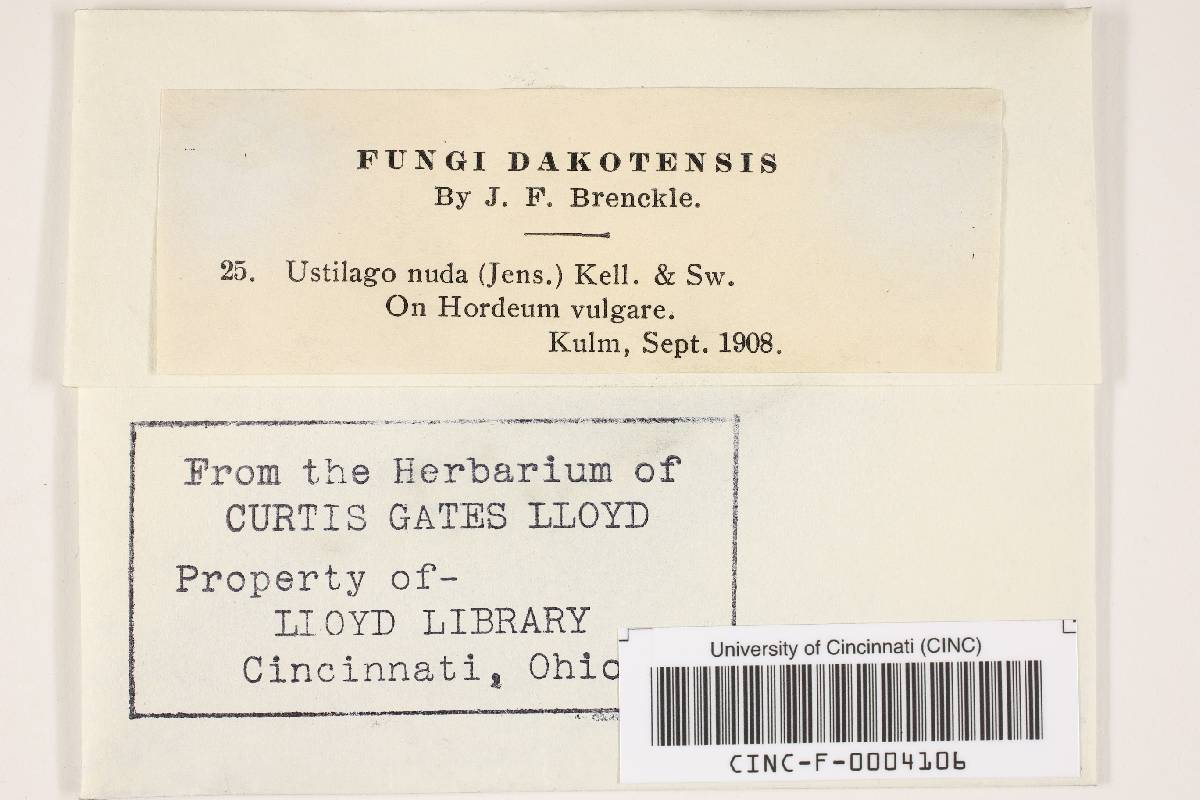 FUNGI DAKOTENSIS
By J. F. Brenckle.
25. Ustilago nuda (Jens.) Kell. & Sw.
On Hordeum vulgare.
Kulm, Sept. 1908.
From the Herbarium of
CURTIS GATES LLOYD
Property of-
LLOYD LIBRARY
Cincinnati, Ohio
University of Cincinnati (CINC)
CINC-F-0004106